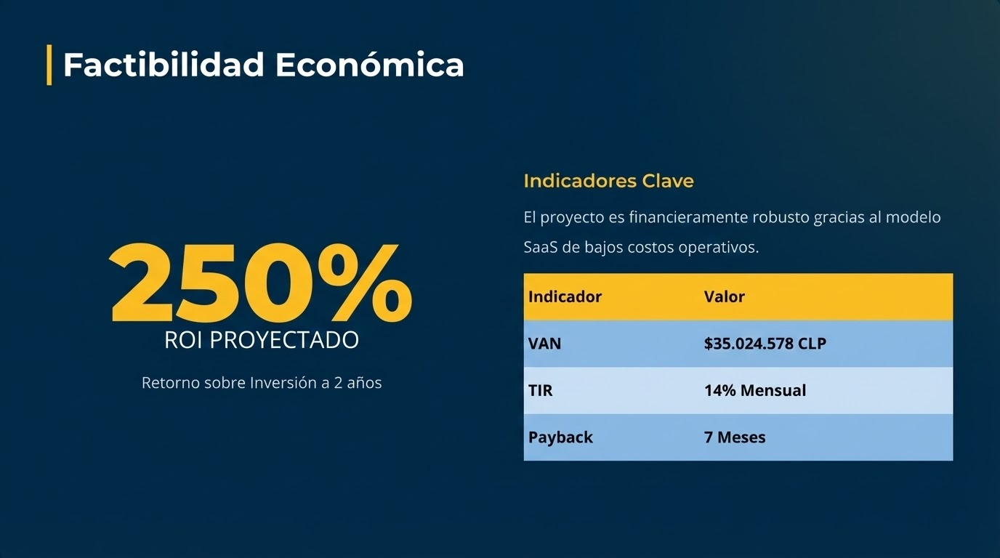 Factibilidad Económica
250%
ROI PROYECTADO
Retorno sobre Inversión a 2 años
Indicadores Clave
El proyecto es financieramente robusto gracias al modelo
SaaS de bajos costos operativos.
Indicador Valor
VAN $35.024.578 CLP
TIR 14% Mensual
Payback 7 Meses